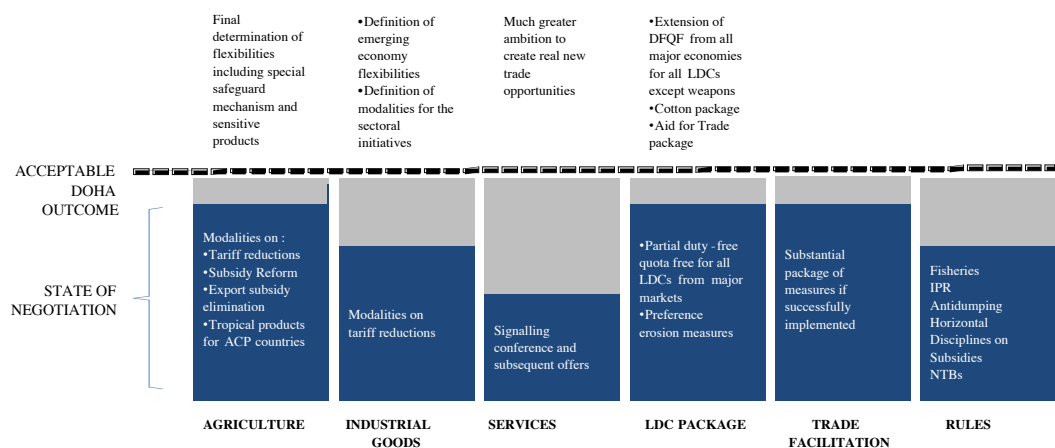 Final
determination of
flexibilities
including special
safeguard
mechanism and
sensitive
products
•Definition of
emerging
economy
flexibilities
•Definition of
modalities for the
sectoral
initiatives
Much greater
ambition to
create real new
trade
opportunities
•Extension of
DFQF from all
major economies
for all LDCs
except weapons
•Cotton package
•Aid for Trade
package
ACCEPTABLE
DOHA
OUTCOME
STATE OF
NEGOTIATION
Modalities on :
•Tariff reductions
•Subsidy Reform
•Export subsidy
elimination
•Tropical products
for ACP countries
Modalities on
tariff reductions
Signalling
conference and
subsequent offers
•Partial duty - free
quota free for all
LDCs from major
markets
•Preference
erosion measures
Substantial
package of
measures if
successfully
implemented
Fisheries
IPR
Antidumping
Horizontal
Disciplines on
Subsidies
NTBs
AGRICULTURE
INDUSTRIAL
GOODS
SERVICES
LDC PACKAGE
TRADE
FACILITATION
RULES